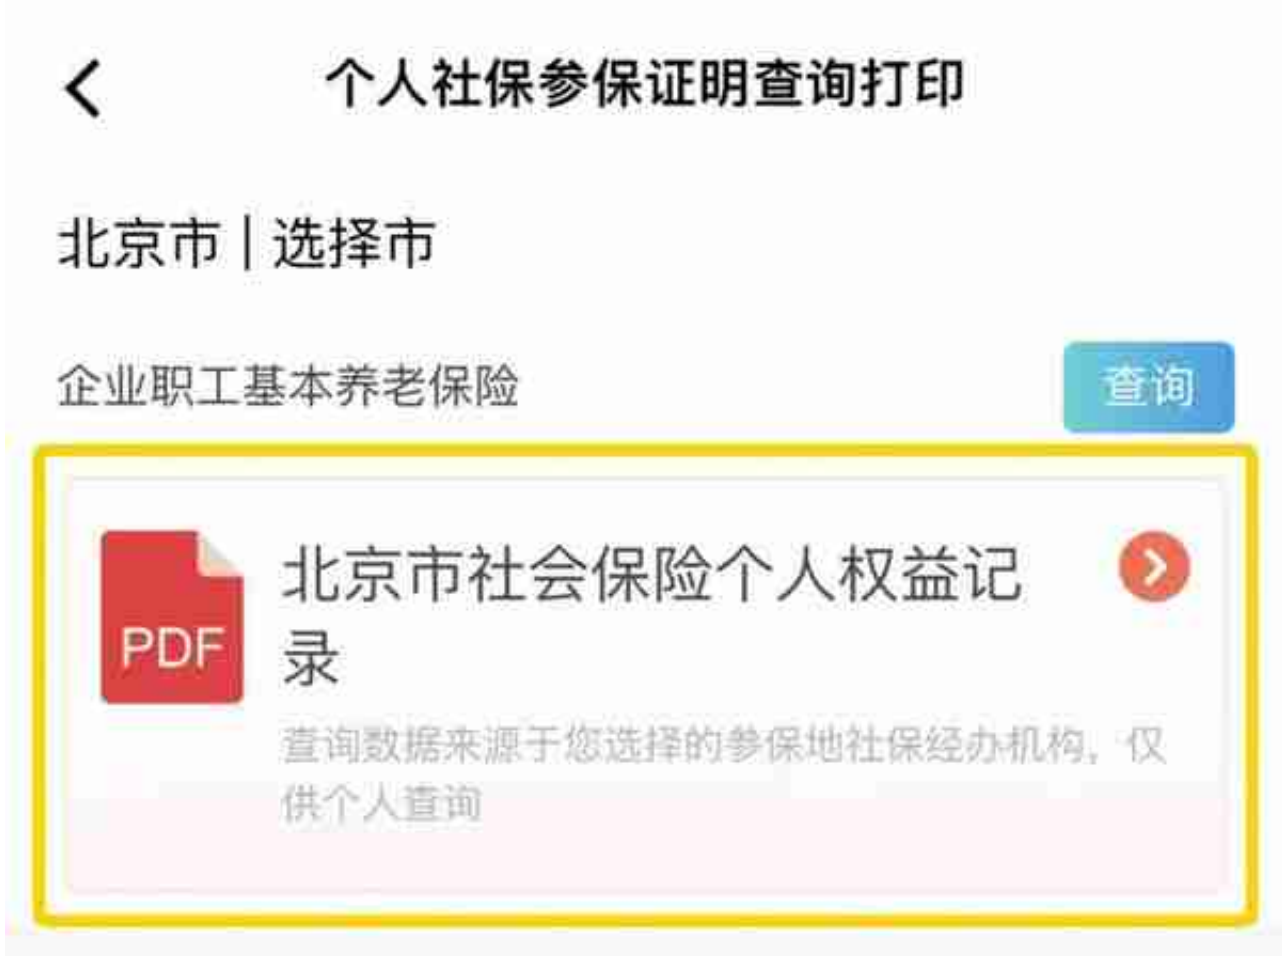 个人社保参保证明查询打印
北京市 | 选择市
企业职工基本养老保险
查询
PDF
北京市社会保险个人权益记
录
查询数据来源于您选择的参保地社保经办机构，仅
供个人查询